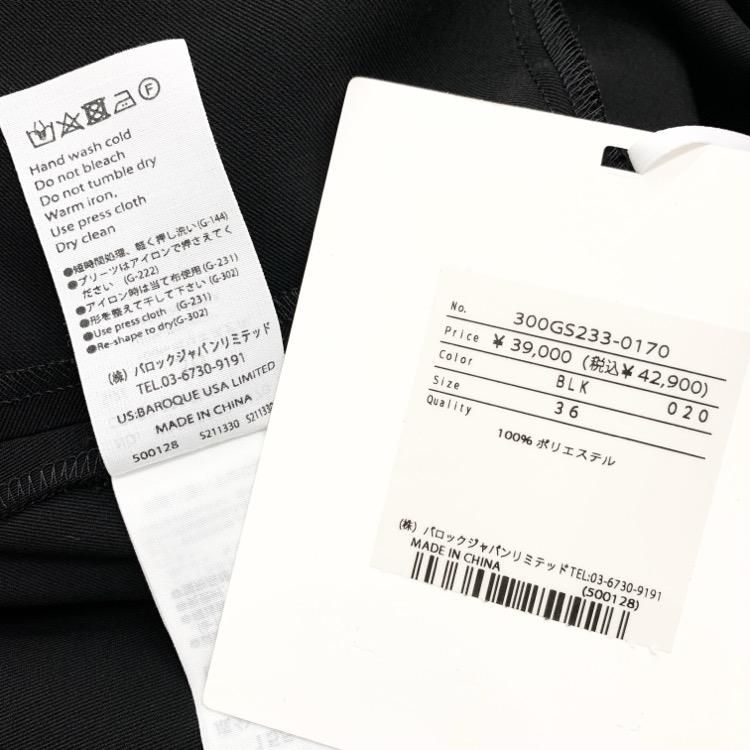 F
Hand wash cold
Do not bleach
Do not tumble dry
Warm iron,
Use press cloth
Dry clean
●短時間処理、軽く押し洗い(G-144)
●プリーツはアイロンで押さえてく
ださい (G-222)
●アイロン時は当て布使用(G-231)
●形を整えて干して下さい (G-302)
●Use press cloth (G-231)
●Re-shape to dry(G-302)
(株) バロックジャパンリミテッド
TEL.03-6730-9191
US:BAROQUE USA LIMITED
MADE IN CHINA
500128 5211330 5211330
No. 300GS233-0170
Price ¥39,000 (税込¥42,900)
Color BLK 020
Size 36
Quality
100% ポリエステル
(株) バロックジャパンリミテッドTEL:03-6730-9191
MADE IN CHINA
(500128)